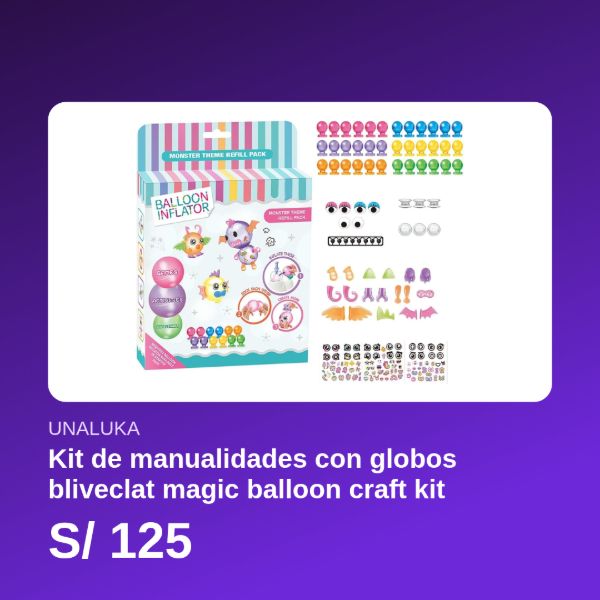 MONSTER THEME REFILL PACK
BALLOON
INFLATOR
MONSTER THEME
REFILL PACK
UNALUKA
Kit de manualidades con globos
bliveclat magic balloon craft kit
S/ 125